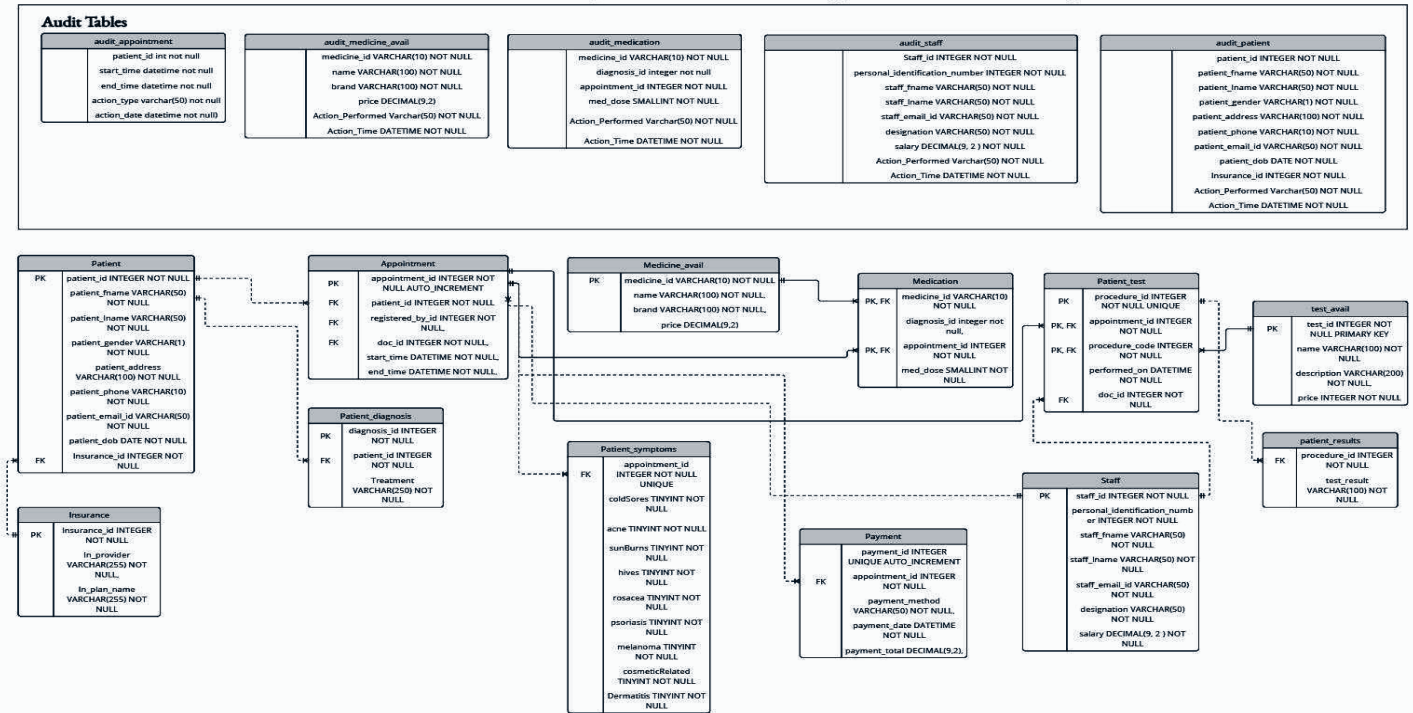 Audit Tables
audit_appointment
patient_id int not null
start_time datetime not null
end_time datetime not null
action_type varchar(50) not null
action_date datetime not null)
audit_medicine_avail
medicine_id VARCHAR(10) NOT NULL
name VARCHAR(100) NOT NULL
brand VARCHAR(100) NOT NULL
price DECIMAL(9,2)
Action_Performed Varchar(50) NOT NULL
Action_Time DATETIME NOT NULL
audit_medication
medicine_id VARCHAR(10) NOT NULL
diagnosis_id integer not null
appointment_id INTEGER NOT NULL
med_dose SMALLINT NOT NULL
Action_Performed Varchar(50) NOT NULL
Action_Time DATETIME NOT NULL
audit_staff
Staff_id INTEGER NOT NULL
personal_identification_number INTEGER NOT NULL
staff_fname VARCHAR(50) NOT NULL
staff_lname VARCHAR(50) NOT NULL
staff_email_id VARCHAR(50) NOT NULL
designation VARCHAR(50) NOT NULL
salary DECIMAL(9, 2 ) NOT NULL
Action_Performed Varchar(50) NOT NULL
Action_Time DATETIME NOT NULL
audit_patient
patient_id INTEGER NOT NULL
patient_fname VARCHAR(50) NOT NULL
patient_lname VARCHAR(50) NOT NULL
patient_gender VARCHAR(1) NOT NULL
patient_address VARCHAR(100) NOT NULL
patient_phone VARCHAR(10) NOT NULL
patient_email_id VARCHAR(50) NOT NULL
patient_dob DATE NOT NULL
Insurance_id INTEGER NOT NULL
Action_Performed Varchar(50) NOT NULL
Action_Time DATETIME NOT NULL
Patient
PK patient_id INTEGER NOT NULL
patient_fname VARCHAR(50)
NOT NULL
patient_lname VARCHAR(50)
NOT NULL
patient_gender VARCHAR(1)
NOT NULL
patient_address
VARCHAR(100) NOT NULL
patient_phone VARCHAR(10)
NOT NULL
patient_email_id VARCHAR(50)
NOT NULL
patient_dob DATE NOT NULL
FK Insurance_id INTEGER NOT
NULL
Appointment
PK appointment_id INTEGER NOT
NULL AUTO_INCREMENT
FK patient_id INTEGER NOT NULL
FK registered_by_id INTEGER NOT
NULL,
FK doc_id INTEGER NOT NULL,
start_time DATETIME NOT NULL,
end_time DATETIME NOT NULL,
Medicine_avail
PK medicine_id VARCHAR(10) NOT NULL
name VARCHAR(100) NOT NULL,
brand VARCHAR(100) NOT NULL,
price DECIMAL(9,2)
Medication
PK, FK medicine_id VARCHAR(10)
NOT NULL
diagnosis_id integer not
null,
PK, FK appointment_id INTEGER
NOT NULL
med_dose SMALLINT NOT
NULL
Patient_test
PK procedure_id INTEGER
NOT NULL UNIQUE
PK, FK appointment_id INTEGER
NOT NULL
PK, FK procedure_code INTEGER
NOT NULL
performed_on DATETIME
NOT NULL
FK doc_id INTEGER NOT
NULL
test_avail
PK test_id INTEGER NOT
NULL PRIMARY KEY
name VARCHAR(100) NOT
NULL
description VARCHAR(200)
NOT NULL,
price INTEGER NOT NULL
Patient_diagnosis
PK diagnosis_id INTEGER
NOT NULL
FK patient_id INTEGER
NOT NULL
Treatment
VARCHAR(250) NOT
NULL
Patient_symptoms
FK appointment_id
INTEGER NOT NULL
UNIQUE
coldSores TINYINT NOT
NULL
acne TINYINT NOT NULL
sunBurns TINYINT NOT
NULL
hives TINYINT NOT
NULL
rosacea TINYINT NOT
NULL
psoriasis TINYINT NOT
NULL
melanoma TINYINT
NOT NULL
cosmeticRelated
TINYINT NOT NULL
Dermatitis TINYINT NOT
NULL
patient_results
FK procedure_id INTEGER
NOT NULL
test_result
VARCHAR(100) NOT
NULL
Staff
PK staff_id INTEGER NOT NULL
personal_identification_numb
er INTEGER NOT NULL
staff_fname VARCHAR(50)
NOT NULL
staff_lname VARCHAR(50) NOT
NULL
staff_email_id VARCHAR(50)
NOT NULL
designation VARCHAR(50)
NOT NULL
salary DECIMAL(9, 2 ) NOT
NULL
Insurance
PK Insurance_id INTEGER
NOT NULL
In_provider
VARCHAR(255) NOT
NULL,
In_plan_name
VARCHAR(255) NOT
NULL
Payment
payment_id INTEGER
UNIQUE AUTO_INCREMENT
FK appointment_id INTEGER
NOT NULL
payment_method
VARCHAR(50) NOT NULL,
payment_date DATETIME
NOT NULL
payment_total DECIMAL(9,2),